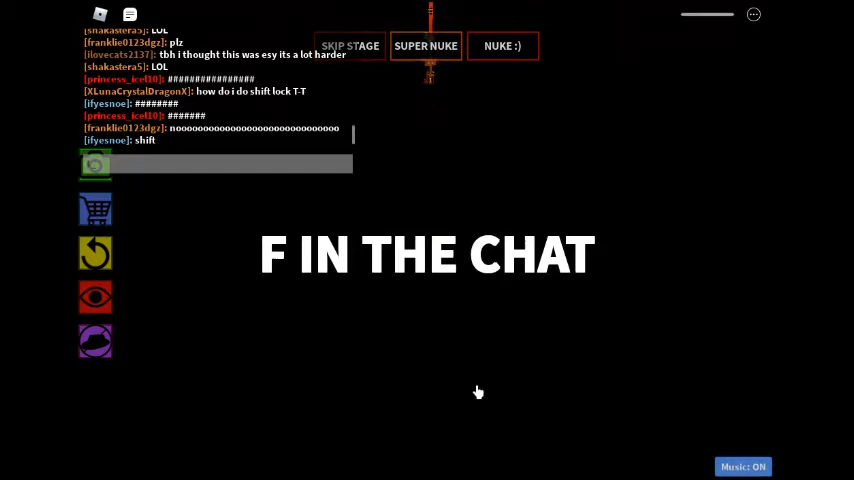 [shakastera5]: LOL
[franklie0123dgz]: plz
[ilovecats2137]: tbh i thought this was esy its a lot harder
[shakastera5]: LOL
[princess_icel10]: ################
[XLunaCrystalDragonX]: how do i do shift lock T-T
[ifyesnoe]: ########
[princess_icel10]: #######
[franklie0123dgz]: nooooooooooooooooooooooooooooooo
[ifyesnoe]: shift
SKIP STAGE
SUPER NUKE
NUKE :)
F IN THE CHAT
Music: ON